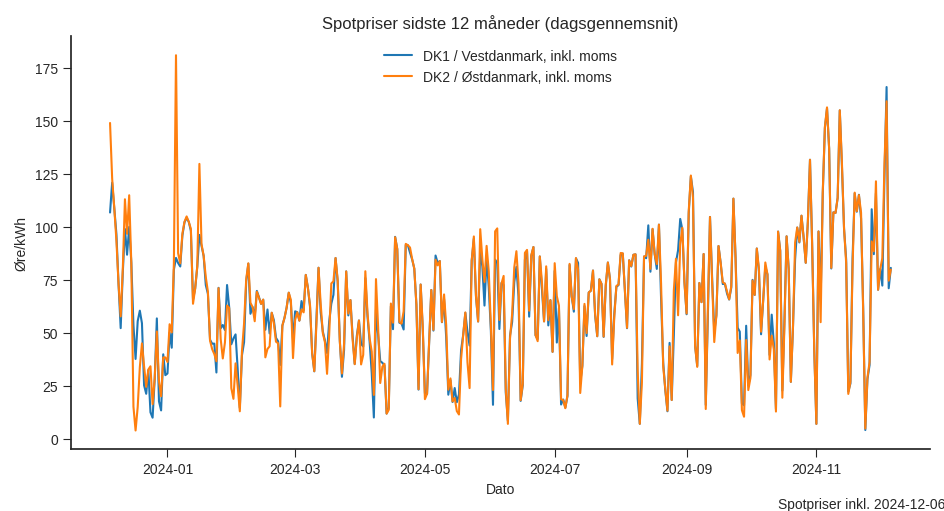 Spotpriser sidste 12 måneder (dagsgennemsnit)
DK1 / Vestdanmark, inkl. moms
DK2 / Østdanmark, inkl. moms
Øre/kWh
175
150
125
100
75
50
25
0
2024-01
2024-03
2024-05
2024-07
2024-09
2024-11
Dato
Spotpriser inkl. 2024-12-06